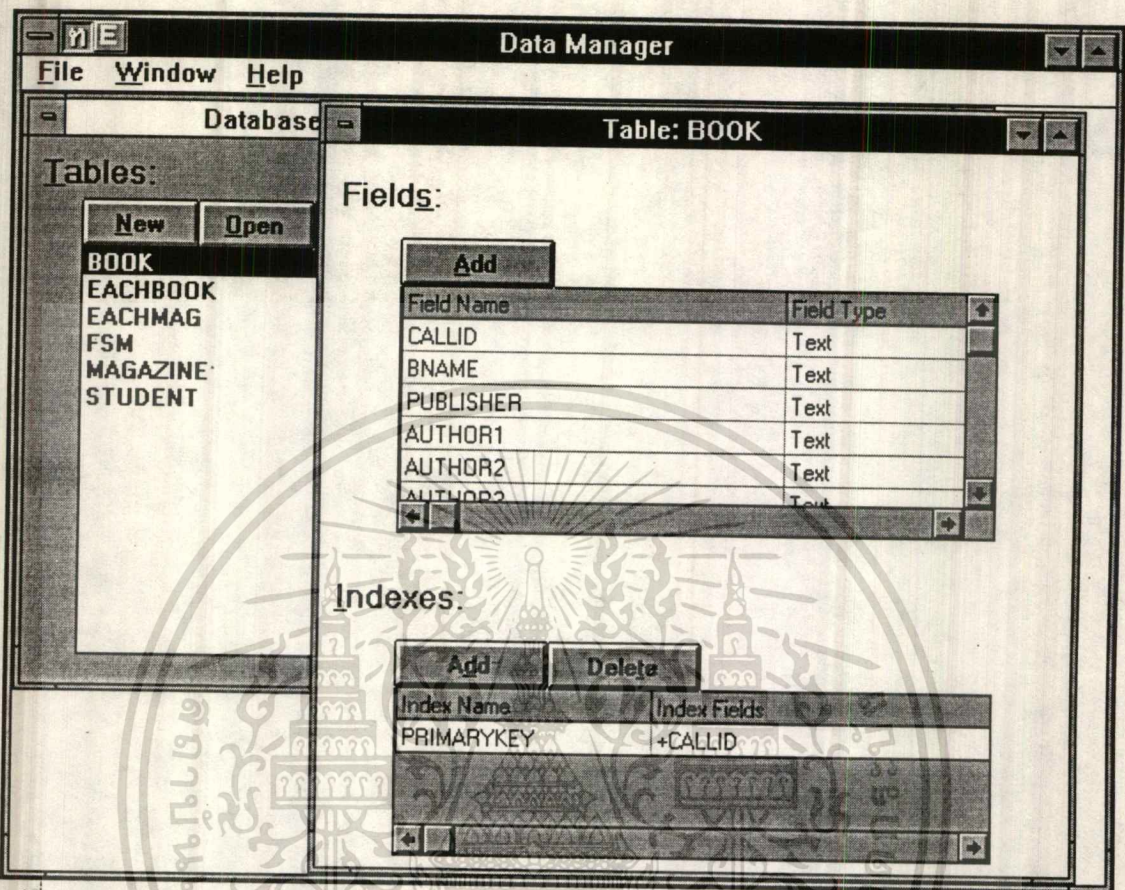 ก E
Data Manager
File Window Help
Database
Table: BOOK
Tables:
New Open
BOOK
EACHBOOK
EACHMAG
FSM
MAGAZINE
STUDENT
Fields:
Add
Field Name Field Type
CALLID Text
BNAME Text
PUBLISHER Text
AUTHOR1 Text
AUTHOR2 Text
Text
Indexes:
Add Delete
Index Name Index Fields
PRIMARYKEY +CALLID